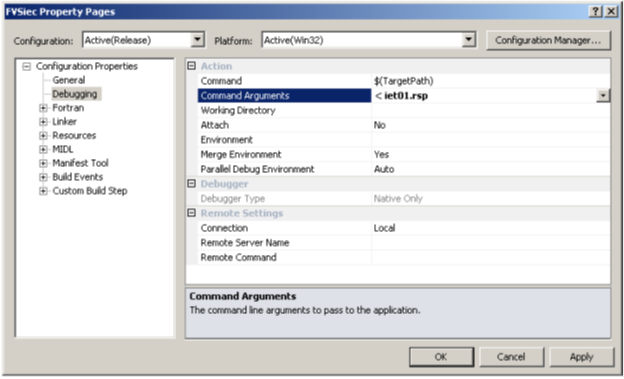 FVSiec Property Pages
Configuration: Active(Release) Platform: Active(Win32) Configuration Manager...
Configuration Properties
General
Debugging
Fortran
Linker
Resources
MIDL
Manifest Tool
Build Events
Custom Build Step
Action
Command $(TargetPath)
Command Arguments < iet01.rsp
Working Directory
Attach No
Environment
Merge Environment Yes
Parallel Debug Environment Auto
Debugger
Debugger Type Native Only
Remote Settings
Connection Local
Remote Server Name
Remote Command
Command Arguments
The command line arguments to pass to the application.
OK Cancel Apply